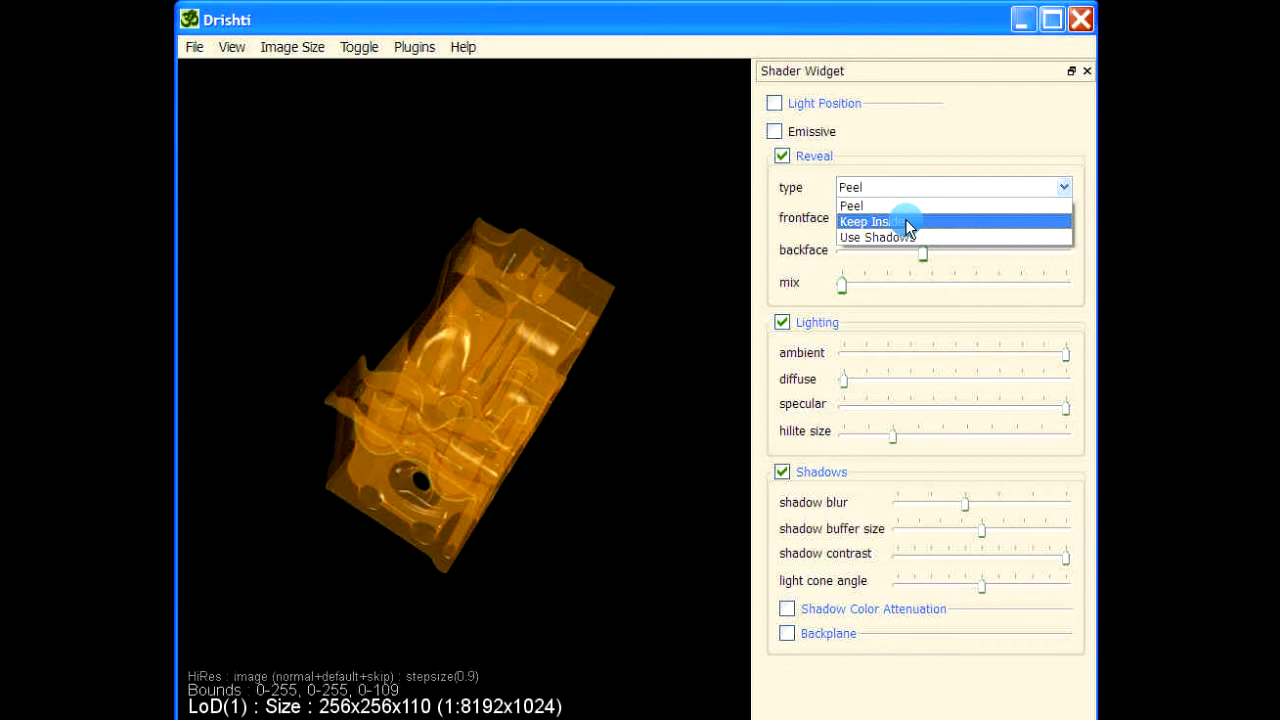 Drishti
File View Image Size Toggle Plugins Help
Shader Widget
Light Position
Emissive
Reveal
type Peel
Peel
frontface Keep Inside
Use Shadows
backface
mix
Lighting
ambient
diffuse
specular
hilite size
Shadows
shadow blur
shadow buffer size
shadow contrast
light cone angle
Shadow Color Attenuation
Backplane
HiRes : image (normal+default+skip) : stepsize(0.9)
Bounds : 0-255, 0-255, 0-109
LoD(1) : Size : 256x256x110 (1:8192x1024)